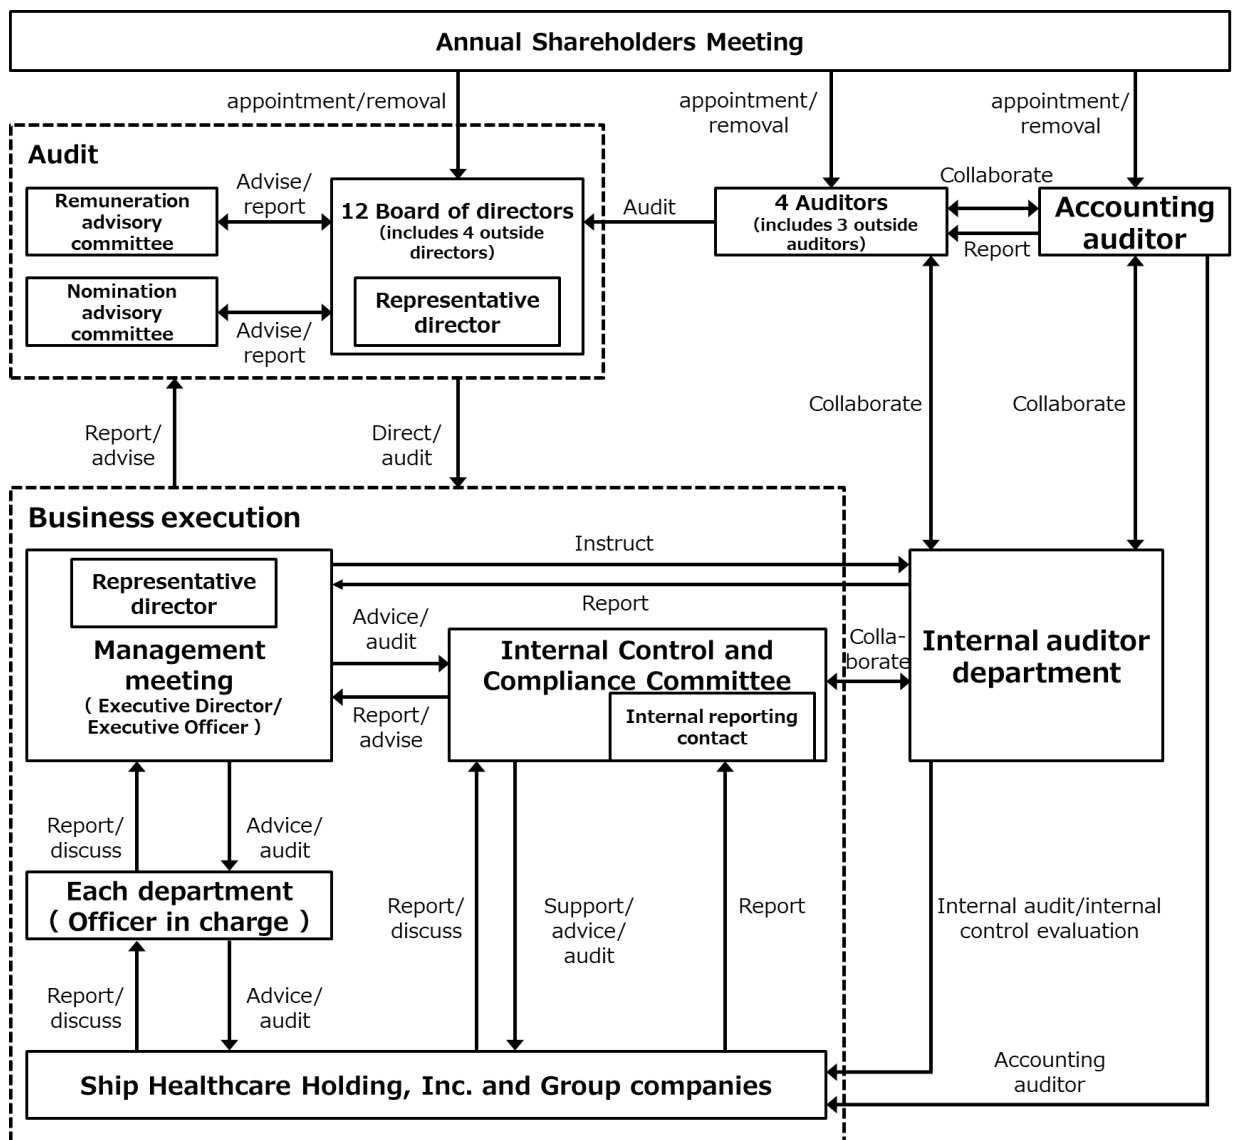 Annual Shareholders Meeting
appointment/removal
appointment/
removal
appointment/
removal
Audit
Remuneration
advisory
committee
Advise/
report
12 Board of directors
(includes 4 outside
directors)
Representative
director
Nomination
advisory
committee
Advise/
report
Audit
4 Auditors
(includes 3 outside
auditors)
Collaborate
Report
Accounting
auditor
Report/
advise
Direct/
audit
Collaborate
Collaborate
Business execution
Representative
director
Management
meeting
( Executive Director/
Executive Officer )
Instruct
Report
Advice/
audit
Report/
advise
Internal Control and
Compliance Committee
Internal reporting
contact
Colla-
borate
Internal auditor
department
Report/
discuss
Advice/
audit
Each department
( Officer in charge )
Report/
discuss
Advice/
audit
Report/
discuss
Support/
advice/
audit
Report
Internal audit/internal
control evaluation
Accounting
auditor
Ship Healthcare Holding, Inc. and Group companies